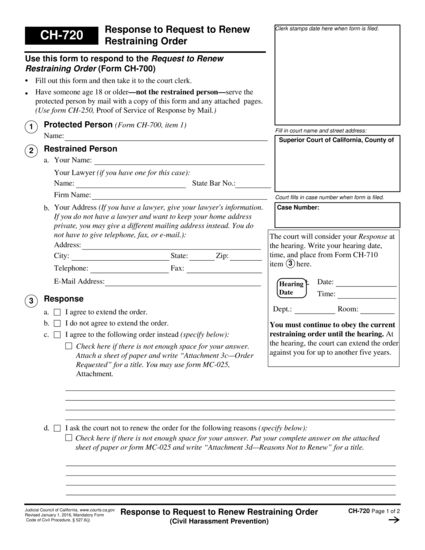 CH-720
Response to Request to Renew
Restraining Order
Clerk stamps date here when form is filed.
Use this form to respond to the Request to Renew
Restraining Order (Form CH-700)
• Fill out this form and then take it to the court clerk.
• Have someone age 18 or older—not the restrained person—serve the
protected person by mail with a copy of this form and any attached pages.
(Use form CH-250, Proof of Service of Response by Mail.)
1 Protected Person (Form CH-700, item 1)
Name:
2 Restrained Person
a. Your Name:
Your Lawyer (if you have one for this case):
Name: State Bar No.:
Firm Name:
b. Your Address (If you have a lawyer, give your lawyer's information.
If you do not have a lawyer and want to keep your home address
private, you may give a different mailing address instead. You do
not have to give telephone, fax, or e-mail.):
Address:
City: State: Zip:
Telephone: Fax:
E-Mail Address:
Fill in court name and street address:
Superior Court of California, County of
Court fills in case number when form is filed.
Case Number:
The court will consider your Response at
the hearing. Write your hearing date,
time, and place from Form CH-710
item 3 here.
Hearing
Date
Date:
Time:
Dept.: Room:
You must continue to obey the current
restraining order until the hearing. At
the hearing, the court can extend the order
against you for up to another five years.
3 Response
a. I agree to extend the order.
b. I do not agree to extend the order.
c. I agree to the following order instead (specify below):
Check here if there is not enough space for your answer.
Attach a sheet of paper and write "Attachment 3c—Order
Requested" for a title. You may use form MC-025,
Attachment.
d. I ask the court not to renew the order for the following reasons (specify below):
Check here if there is not enough space for your answer. Put your complete answer on the attached
sheet of paper or form MC-025 and write "Attachment 3d—Reasons Not to Renew" for a title.
Judicial Council of California, www.courts.ca.gov
Revised January 1, 2016, Mandatory Form
Code of Civil Procedure, § 527.6(j)
Response to Request to Renew Restraining Order
(Civil Harassment Prevention)
CH-720 Page 1 of 2